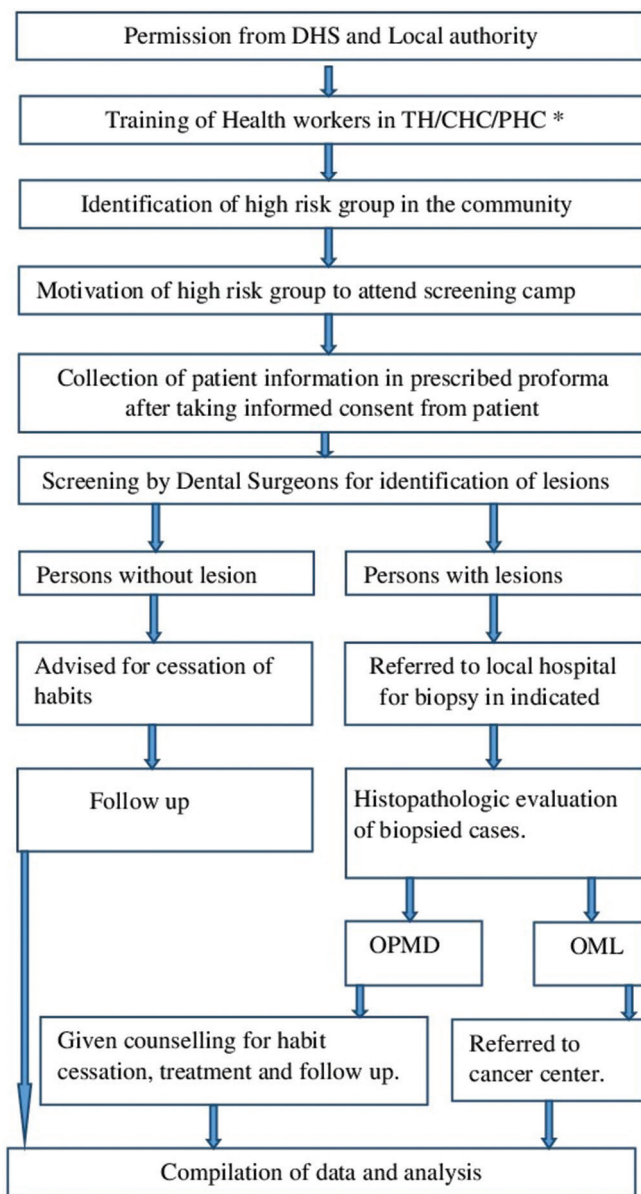 Permission from DHS and Local authority
Training of Health workers in TH/CHC/PHC *
Identification of high risk group in the community
Motivation of high risk group to attend screening camp
Collection of patient information in prescribed proforma
after taking informed consent from patient
Screening by Dental Surgeons for identification of lesions
Persons without lesion
Persons with lesions
Advised for cessation of
habits
Referred to local hospital
for biopsy in indicated
Follow up
Histopathologic evaluation
of biopsied cases.
OPMD
OML
Given counselling for habit
cessation, treatment and follow up.
Referred to
cancer center.
Compilation of data and analysis